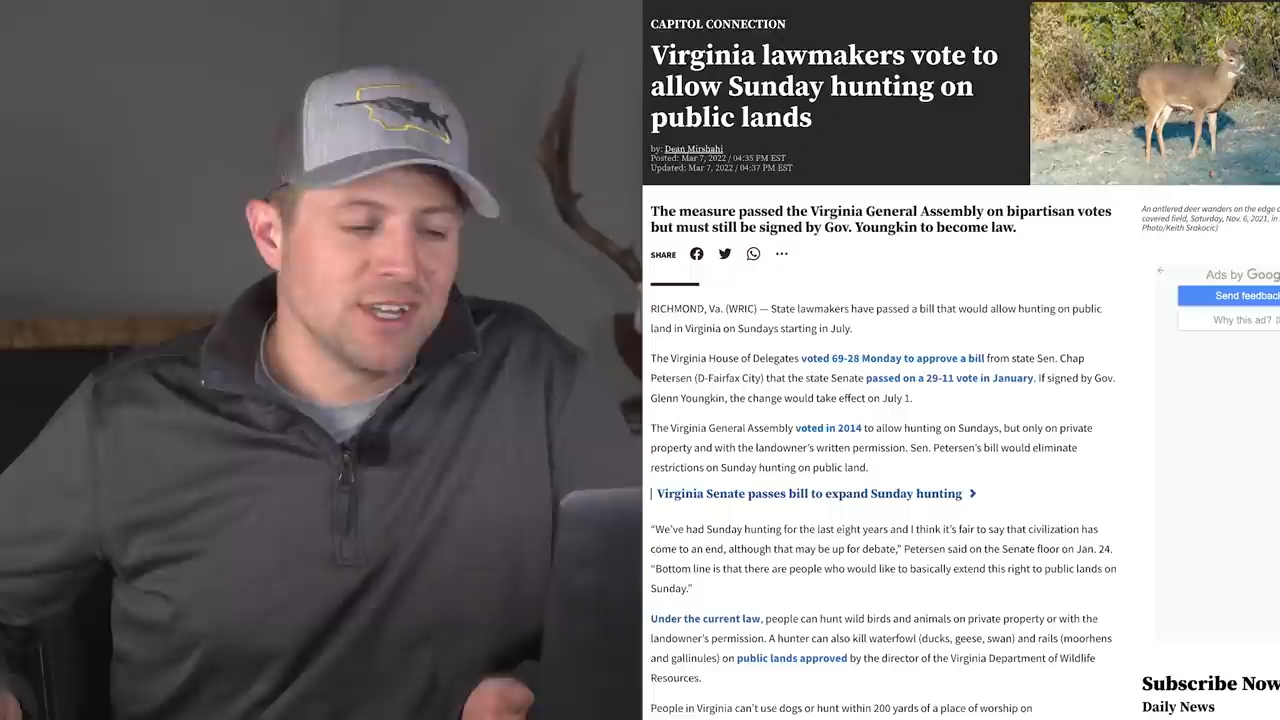 CAPITOL CONNECTION
Virginia lawmakers vote to
allow Sunday hunting on
public lands
by: Dean Mirshahi
Posted: Mar 7, 2022 / 04:35 PM EST
Updated: Mar 7, 2022 / 04:37 PM EST
The measure passed the Virginia General Assembly on bipartisan votes
but must still be signed by Gov. Youngkin to become law.
SHARE
RICHMOND, Va. (WRIC) — State lawmakers have passed a bill that would allow hunting on public
land in Virginia on Sundays starting in July.
The Virginia House of Delegates voted 69-28 Monday to approve a bill from state Sen. Chap
Petersen (D-Fairfax City) that the state Senate passed on a 29-11 vote in January. If signed by Gov.
Glenn Youngkin, the change would take effect on July 1.
The Virginia General Assembly voted in 2014 to allow hunting on Sundays, but only on private
property and with the landowner's written permission. Sen. Petersen's bill would eliminate
restrictions on Sunday hunting on public land.
Virginia Senate passes bill to expand Sunday hunting
“We've had Sunday hunting for the last eight years and I think it's fair to say that civilization has
come to an end, although that may be up for debate,” Petersen said on the Senate floor on Jan. 24.
“Bottom line is that there are people who would like to basically extend this right to public lands on
Sunday.”
Under the current law, people can hunt wild birds and animals on private property or with the
landowner's permission. A hunter can also kill waterfowl (ducks, geese, swan) and rails (moorhens
and gallinules) on public lands approved by the director of the Virginia Department of Wildlife
Resources.
People in Virginia can't use dogs or hunt within 200 yards of a place of worship on
An antlered deer wanders on the edge
covered field, Saturday, Nov. 6, 2021, in
Photo/Keith Srakocic)
Ads by Goog
Send feedback
Why this ad?
Subscribe Now
Daily News